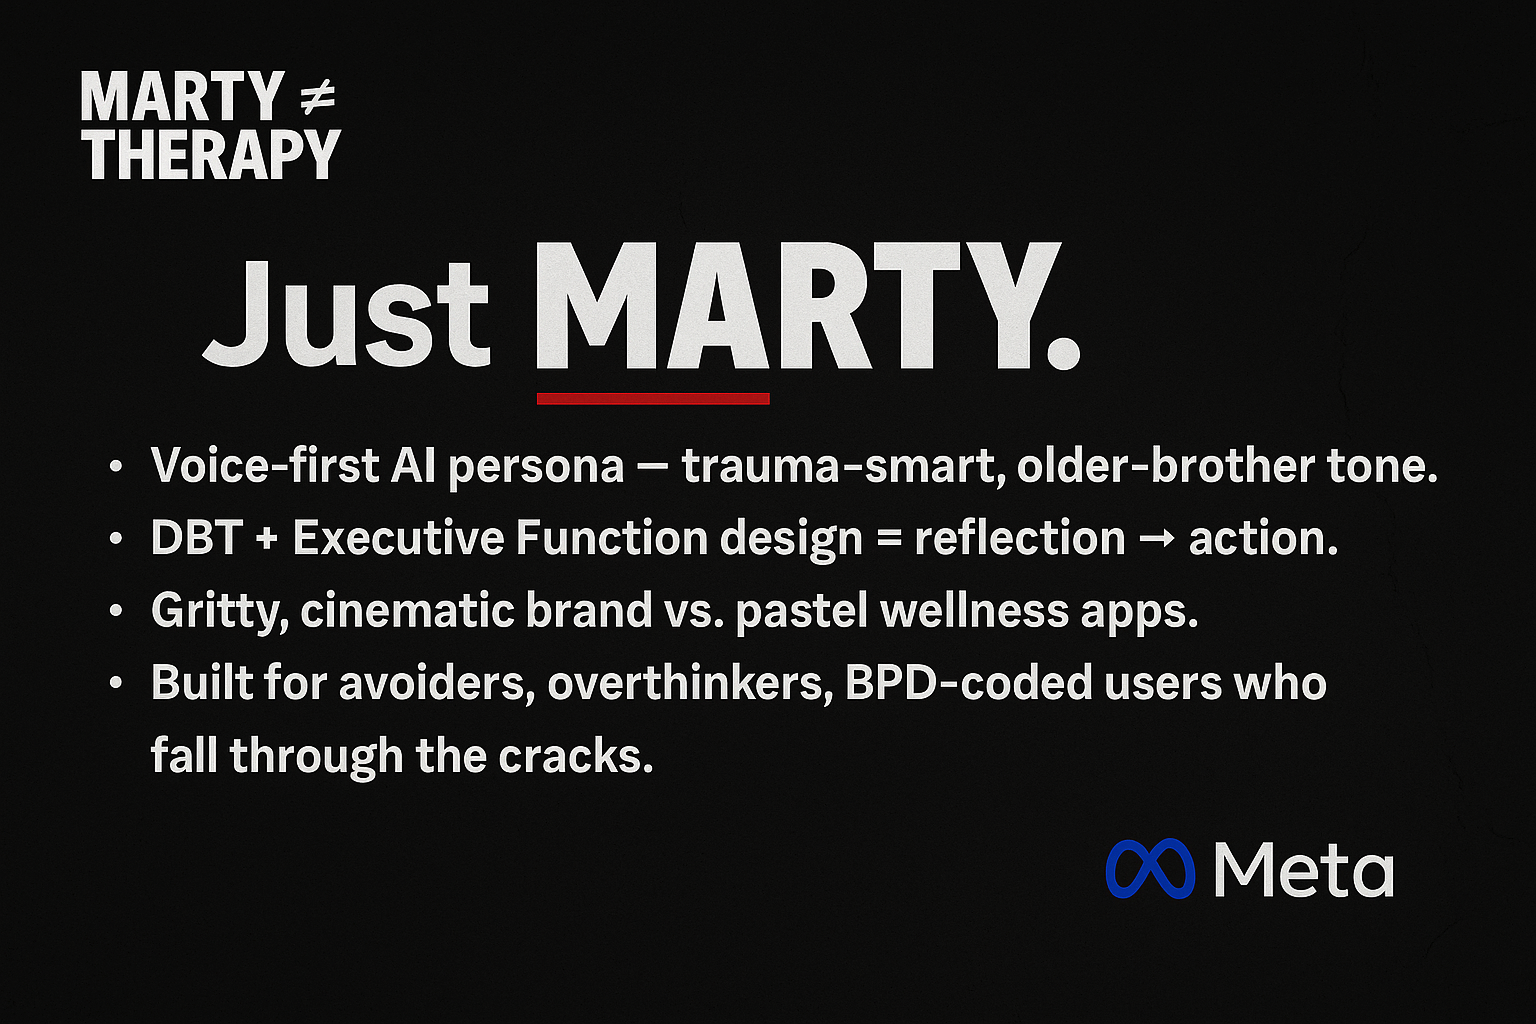 MARTY ≠
THERAPY
Just MARTY.
• Voice-first AI persona — trauma-smart, older-brother tone.
• DBT + Executive Function design = reflection → action.
• Gritty, cinematic brand vs. pastel wellness apps.
• Built for avoiders, overthinkers, BPD-coded users who
fall through the cracks.
Meta